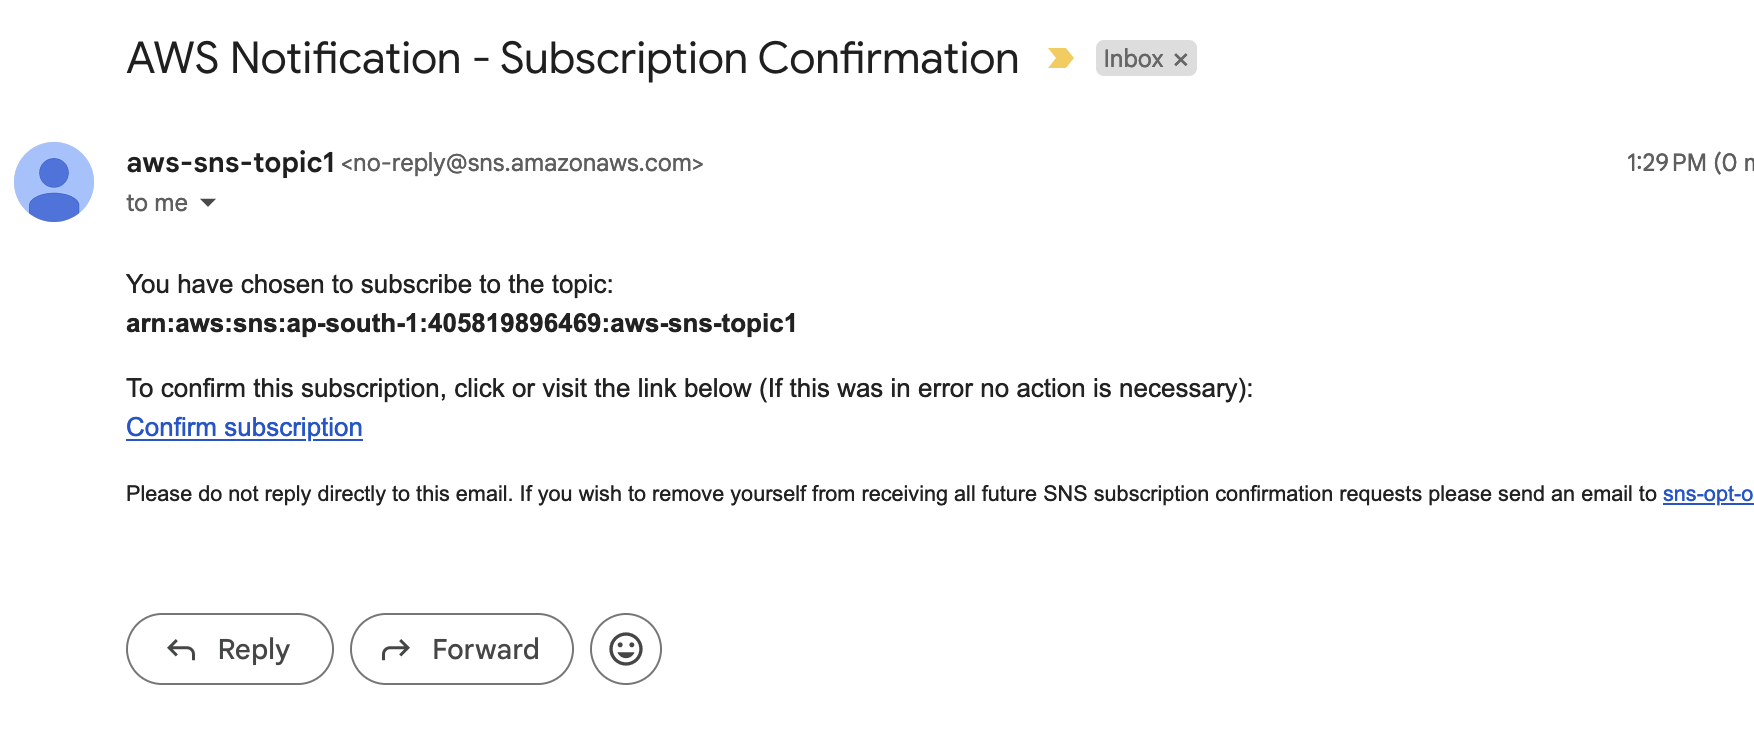 AWS Notification - Subscription Confirmation Inbox ×
aws-sns-topic1 <no-reply@sns.amazonaws.com> 1:29 PM (0
to me
You have chosen to subscribe to the topic:
arn:aws:sns:ap-south-1:405819896469:aws-sns-topic1
To confirm this subscription, click or visit the link below (If this was in error no action is necessary):
Confirm subscription
Please do not reply directly to this email. If you wish to remove yourself from receiving all future SNS subscription confirmation requests please send an email to sns-opt-o
Reply Forward